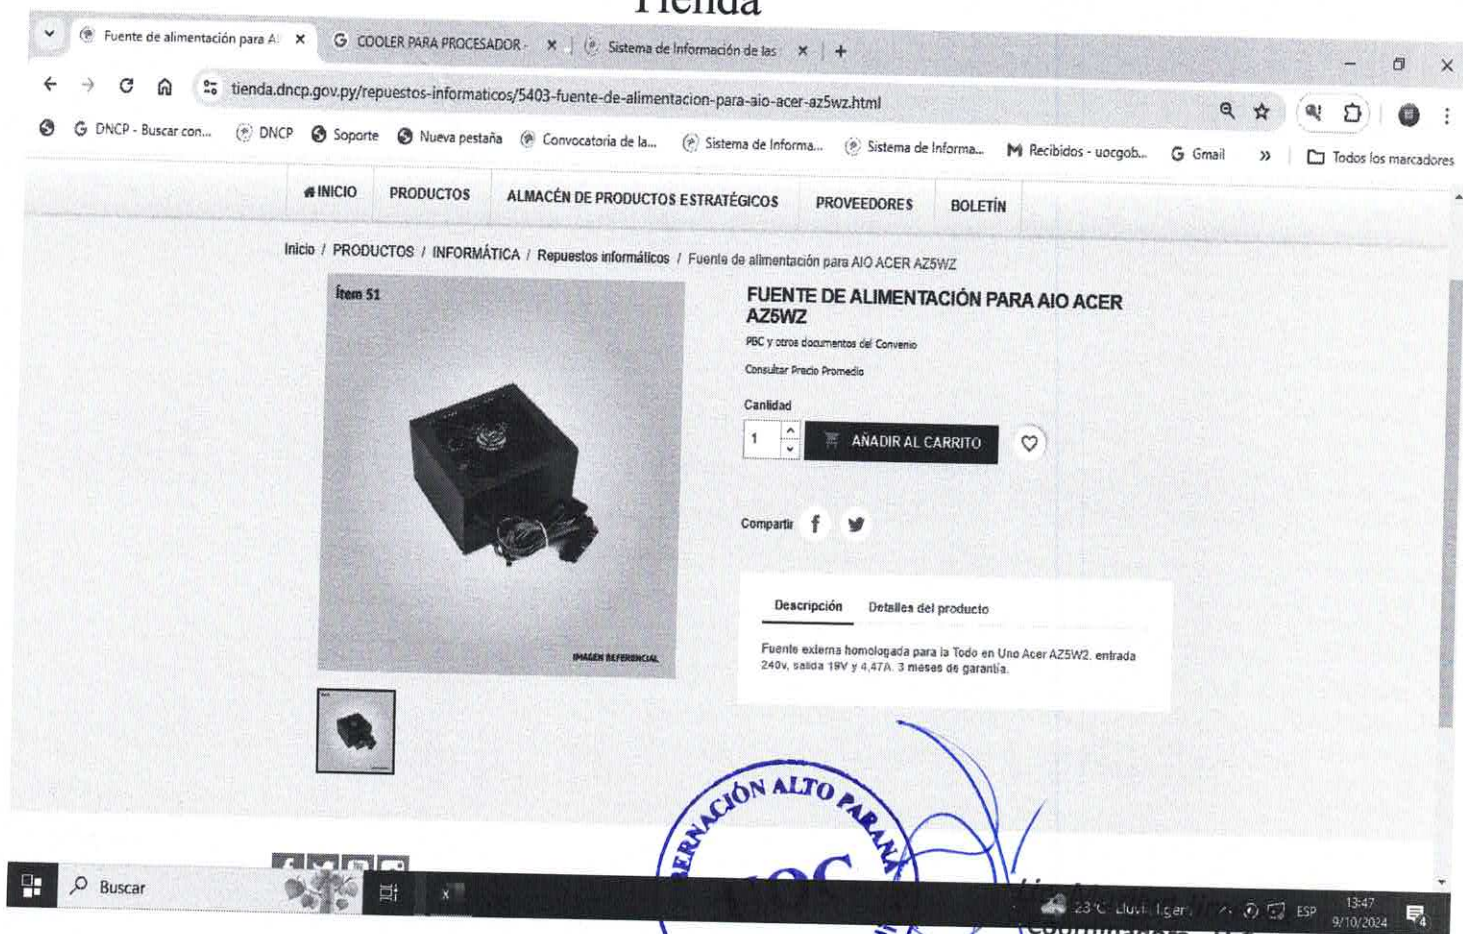 Tienda
Fuente de alimentación para A
COOLER PARA PROCESADOR -
Sistema de Información de las
tienda.dncp.gov.py/repuestos-informaticos/5403-fuente-de-alimentacion-para-aio-acer-az5wz.html
DNCP - Buscar con...
DNCP
Soporte
Nueva pestaña
Convocatoria de la...
Sistema de Informa...
Sistema de Informa...
Recibidos - uocgob...
Gmail
»
Todos los marcadores
INICIO
PRODUCTOS
ALMACÉN DE PRODUCTOS ESTRATÉGICOS
PROVEEDORES
BOLETÍN
Inicio / PRODUCTOS / INFORMÁTICA / Repuestos informáticos / Fuente de alimentación para AIO ACER AZ5WZ
Ítem 51
IMAGEN REFERENCIAL
FUENTE DE ALIMENTACIÓN PARA AIO ACER
AZ5WZ
PBC y otros documentos del Convenio
Consultar Precio Promedio
Cantidad
1
AÑADIR AL CARRITO
Compartir
Descripción
Detalles del producto
Fuente externa homologada para la Todo en Uno Acer AZ5W2. entrada
240v, salida 19V y 4,47A. 3 meses de garantía.
BERNACIÓN ALTO PARANÁ
Buscar
23°C
ESP
13:47
9/10/2024
4